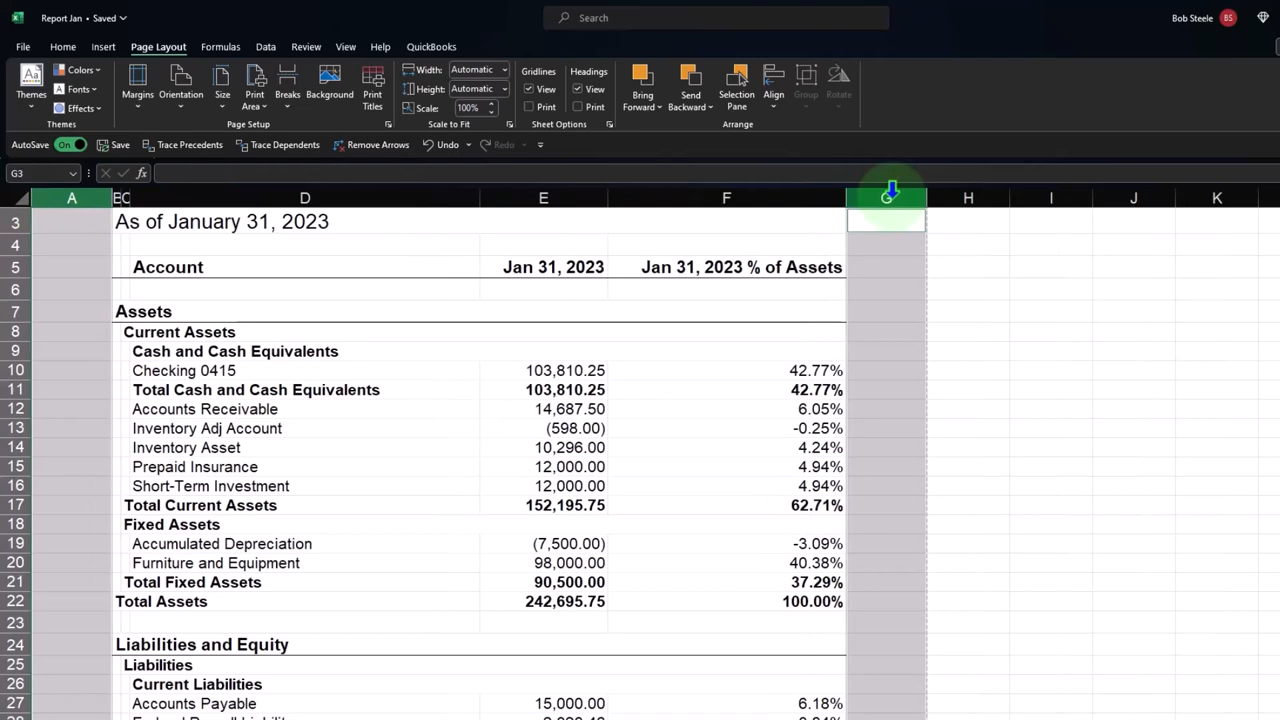 Report Jan • Saved
Search
Bob Steele BS
File Home Insert Page Layout Formulas Data Review View Help QuickBooks
Aa Themes Colors Fonts Effects
Margins Orientation Size Print Area Breaks Background Print Titles
Width: Automatic
Height: Automatic
Scale: 100%
Gridlines Headings
View View
Print Print
Bring Forward Send Backward Selection Pane Align Group Rotate
Themes Page Setup Scale to Fit Sheet Options Arrange
AutoSave On Save Trace Precedents Trace Dependents Remove Arrows Undo Redo
G3 fx
A B C D E F G H I J K
3 As of January 31, 2023
4
5 Account Jan 31, 2023 Jan 31, 2023 % of Assets
6
7 Assets
8 Current Assets
9 Cash and Cash Equivalents
10 Checking 0415 103,810.25 42.77%
11 Total Cash and Cash Equivalents 103,810.25 42.77%
12 Accounts Receivable 14,687.50 6.05%
13 Inventory Adj Account (598.00) -0.25%
14 Inventory Asset 10,296.00 4.24%
15 Prepaid Insurance 12,000.00 4.94%
16 Short-Term Investment 12,000.00 4.94%
17 Total Current Assets 152,195.75 62.71%
18 Fixed Assets
19 Accumulated Depreciation (7,500.00) -3.09%
20 Furniture and Equipment 98,000.00 40.38%
21 Total Fixed Assets 90,500.00 37.29%
22 Total Assets 242,695.75 100.00%
23
24 Liabilities and Equity
25 Liabilities
26 Current Liabilities
27 Accounts Payable 15,000.00 6.18%